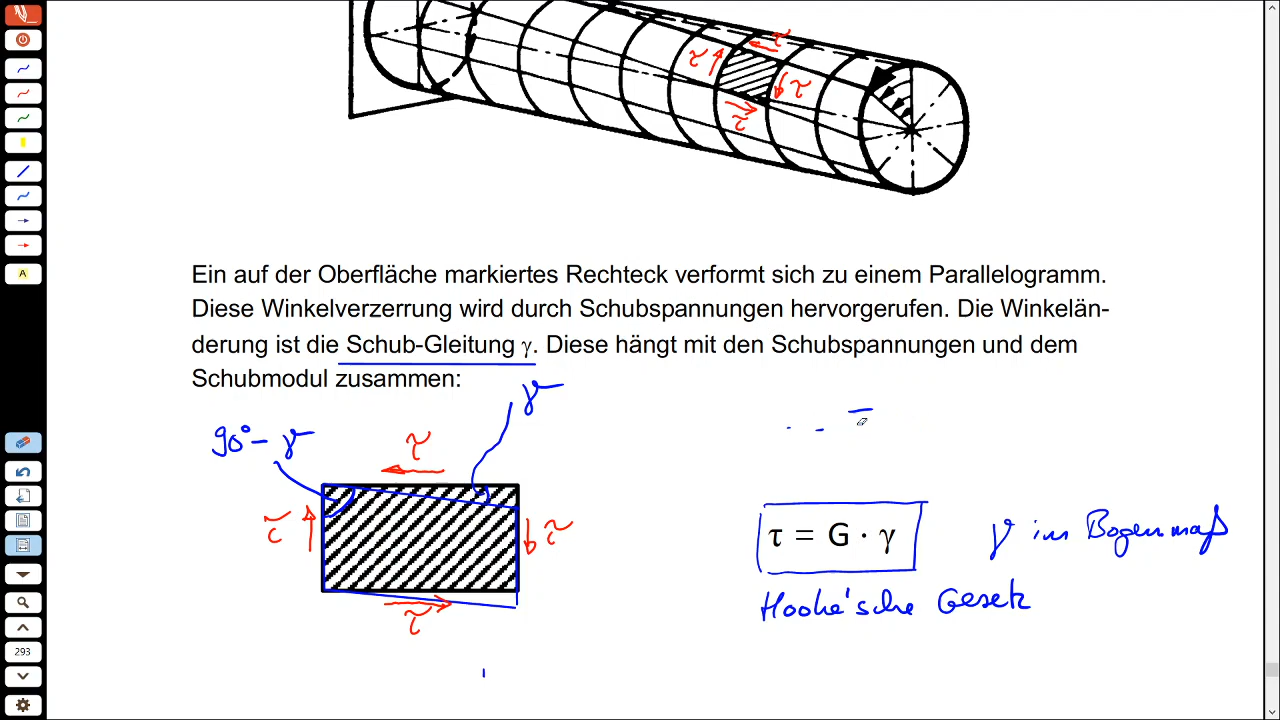 τ
τ
τ
τ
Ein auf der Oberfläche markiertes Rechteck verformt sich zu einem Parallelogramm.
Diese Winkelverzerrung wird durch Schubspannungen hervorgerufen. Die Winkelän-
derung ist die Schub-Gleitung γ. Diese hängt mit den Schubspannungen und dem
Schubmodul zusammen:
γ
90° - γ
τ
τ
τ
τ
τ = G · γ
γ im Bogenmaß
Hooke'sche Gesetz
A
293